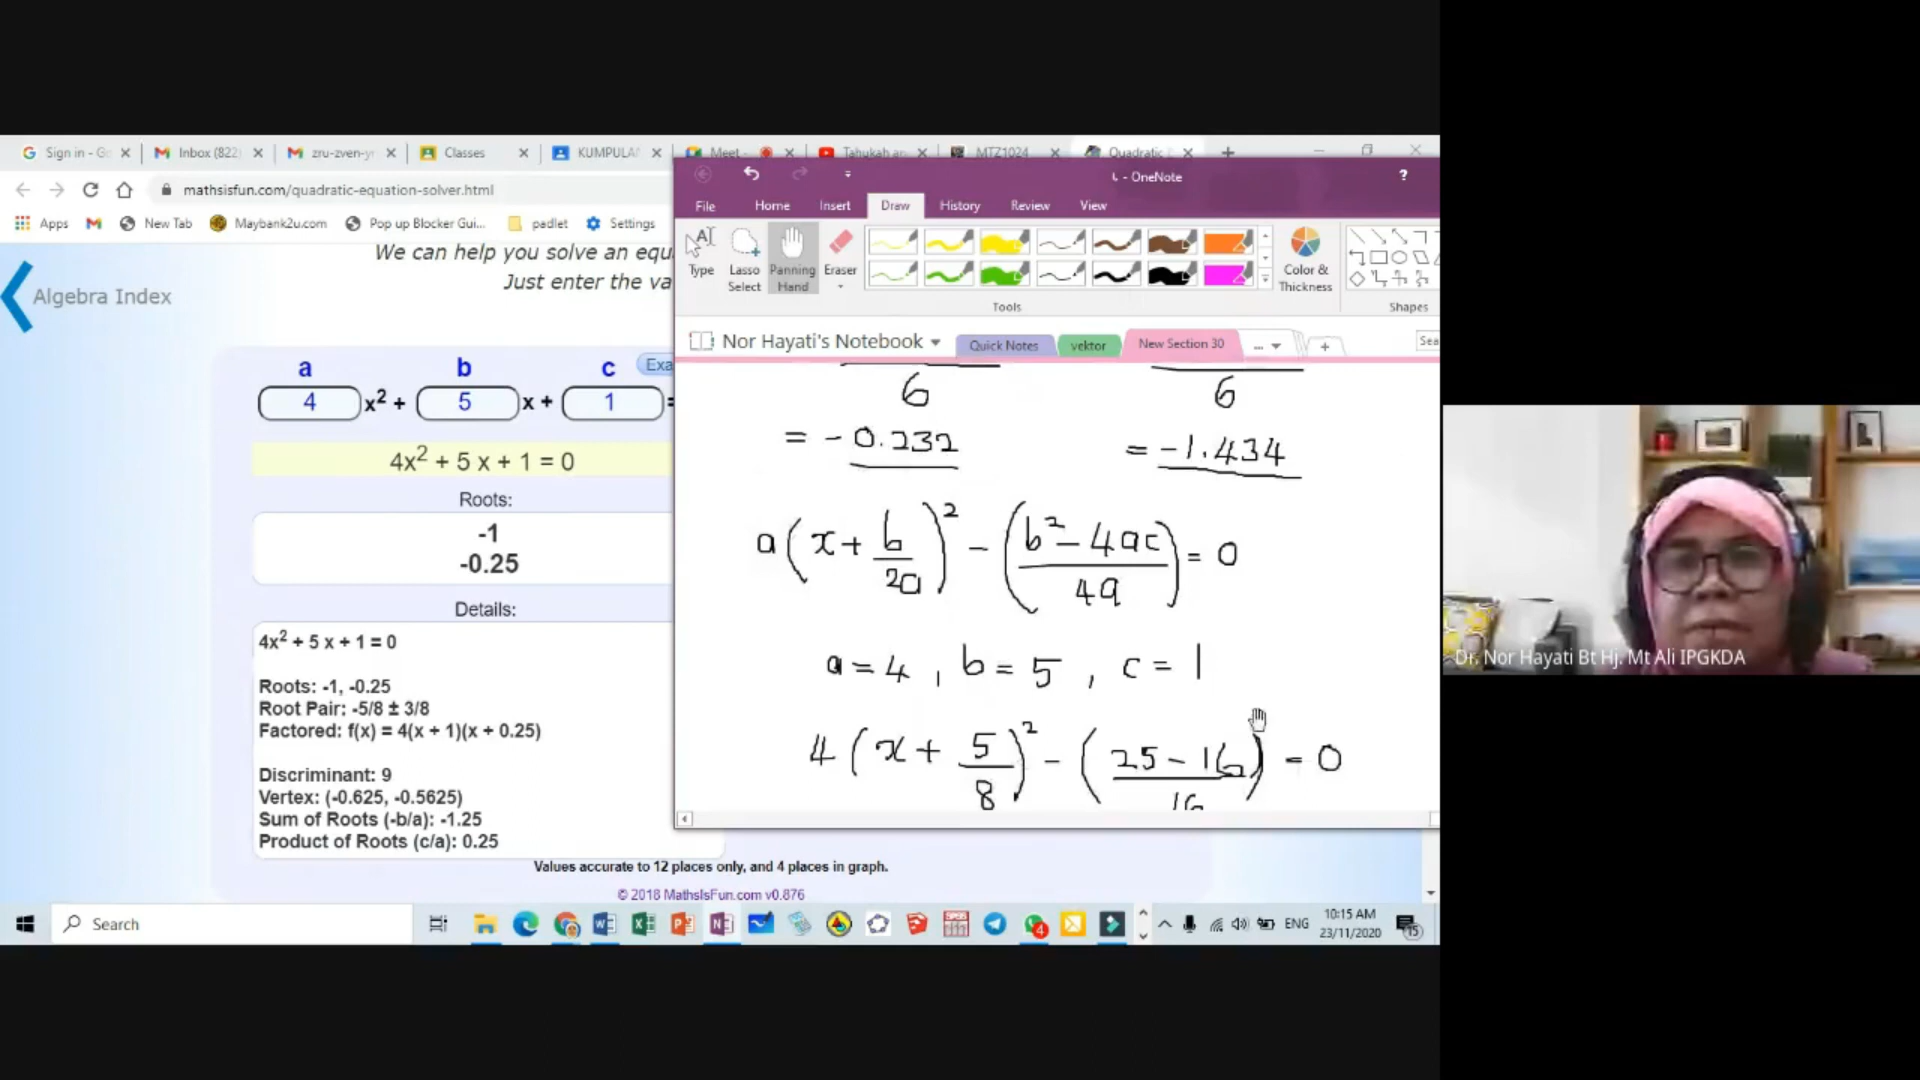 Sign in - G
Inbox (822)
zru-zven-y
Classes
KUMPULA
Meet -
Tahukah an
MTZ1024
Quadratic E
mathsisfun.com/quadratic-equation-solver.html
Apps
New Tab
Maybank2u.com
Pop up Blocker Gui...
padlet
Settings
We can help you solve an equ
Just enter the va
Algebra Index
a b c Exa
4 x² + 5 x + 1 =
4x² + 5 x + 1 = 0
Roots:
-1
-0.25
Details:
4x² + 5 x + 1 = 0
Roots: -1, -0.25
Root Pair: -5/8 ± 3/8
Factored: f(x) = 4(x + 1)(x + 0.25)
Discriminant: 9
Vertex: (-0.625, -0.5625)
Sum of Roots (-b/a): -1.25
Product of Roots (c/a): 0.25
Values accurate to 12 places only, and 4 places in graph.
© 2018 MathsIsFun.com v0.876
- OneNote
?
File Home Insert Draw History Review View
Type
Lasso Select
Panning Hand
Eraser
Color & Thickness
Tools
Shapes
Nor Hayati's Notebook
Quick Notes
vektor
New Section 30
...
Sea
6 6
= -0.232 = -1.434
a(x + b/2a)² - (b² - 4ac/4a) = 0
a = 4, b = 5, c = 1
4(x + 5/8)² - (25 - 16/16) = 0
Dr. Nor Hayati Bt Hj. Mt Ali IPGKDA
Search
4
ENG
10:15 AM
23/11/2020
15